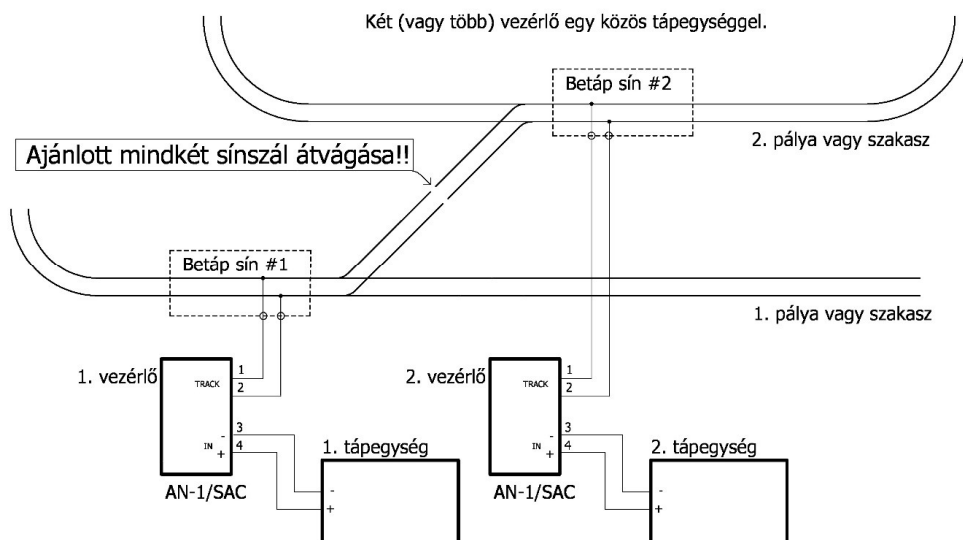 Két (vagy több) vezérlő egy közös tápegységgel.
Betáp sín #2
2. pálya vagy szakasz
Ajánlott mindkét sínszál átvágása!!
Betáp sín #1
1. pálya vagy szakasz
1. vezérlő
TRACK
1
2
IN
-
+
3
4
AN-1/SAC
1. tápegység
-
+
2. vezérlő
TRACK
1
2
IN
-
+
3
4
AN-1/SAC
2. tápegység
-
+